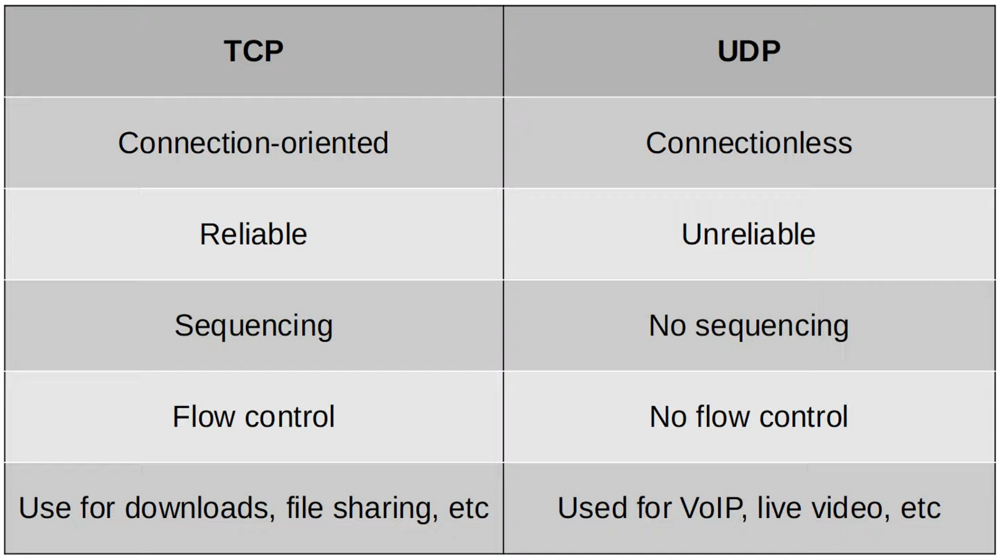 TCP
UDP
Connection-oriented
Connectionless
Reliable
Unreliable
Sequencing
No sequencing
Flow control
No flow control
Use for downloads, file sharing, etc
Used for VoIP, live video, etc